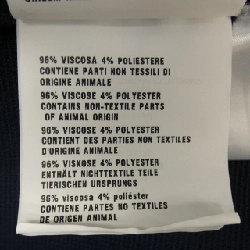 96% VISCOSA 4% POLIESTERE
CONTIENE PARTI NON TESSILI DI
ORIGINE ANIMALE
96% VISCOSE 4% POLYESTER
CONTAINS NON-TEXTILE PARTS
OF ANIMAL ORIGIN
96% VISCOSE 4% POLYESTER
CONTIENT DES PARTIES NON TEXTILES
D'ORIGINE ANIMALE
96% VISKOSE 4% POLYESTER
ENTHÄLT NICHTTEXTILE TEILE
TIERISCHEN URSPRUNGS
96% viscosa 4% poliéster
CONTIENE PARTES NO TEXTILES
DE ORIGEN ANIMAL